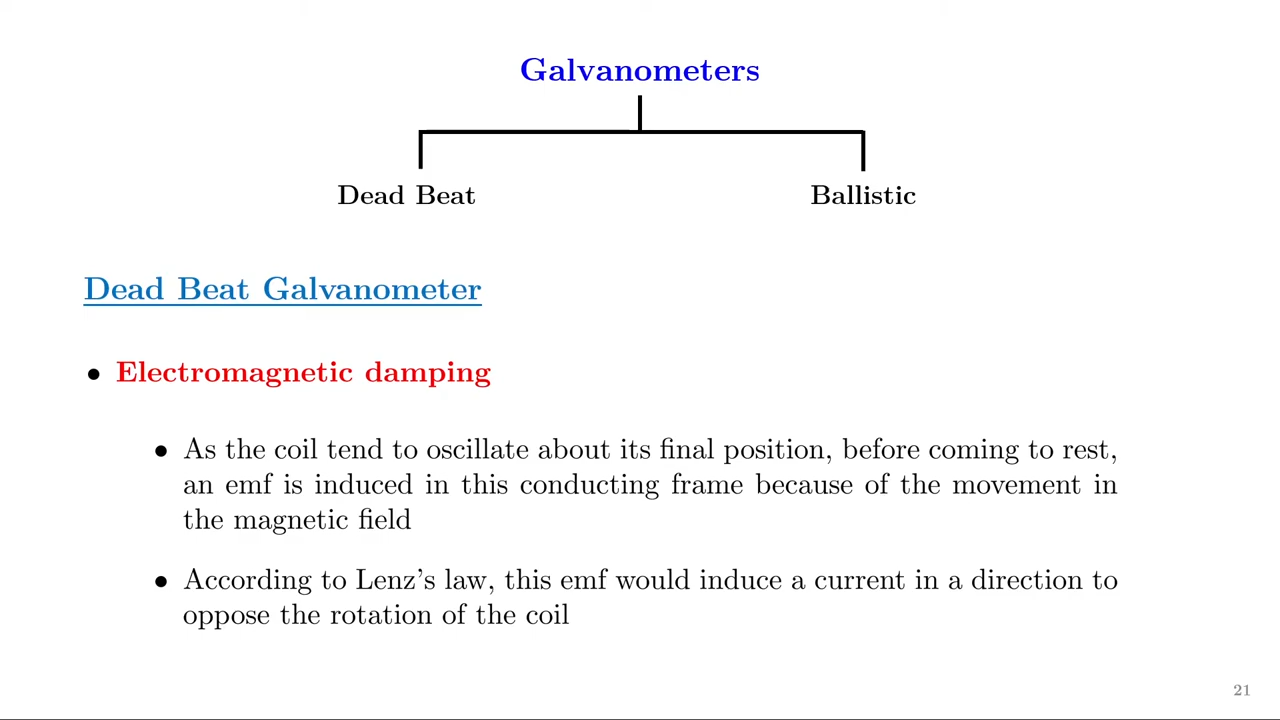 Galvanometers
Dead Beat
Ballistic
Dead Beat Galvanometer
• Electromagnetic damping
• As the coil tend to oscillate about its final position, before coming to rest,
an emf is induced in this conducting frame because of the movement in
the magnetic field
• According to Lenz's law, this emf would induce a current in a direction to
oppose the rotation of the coil
21